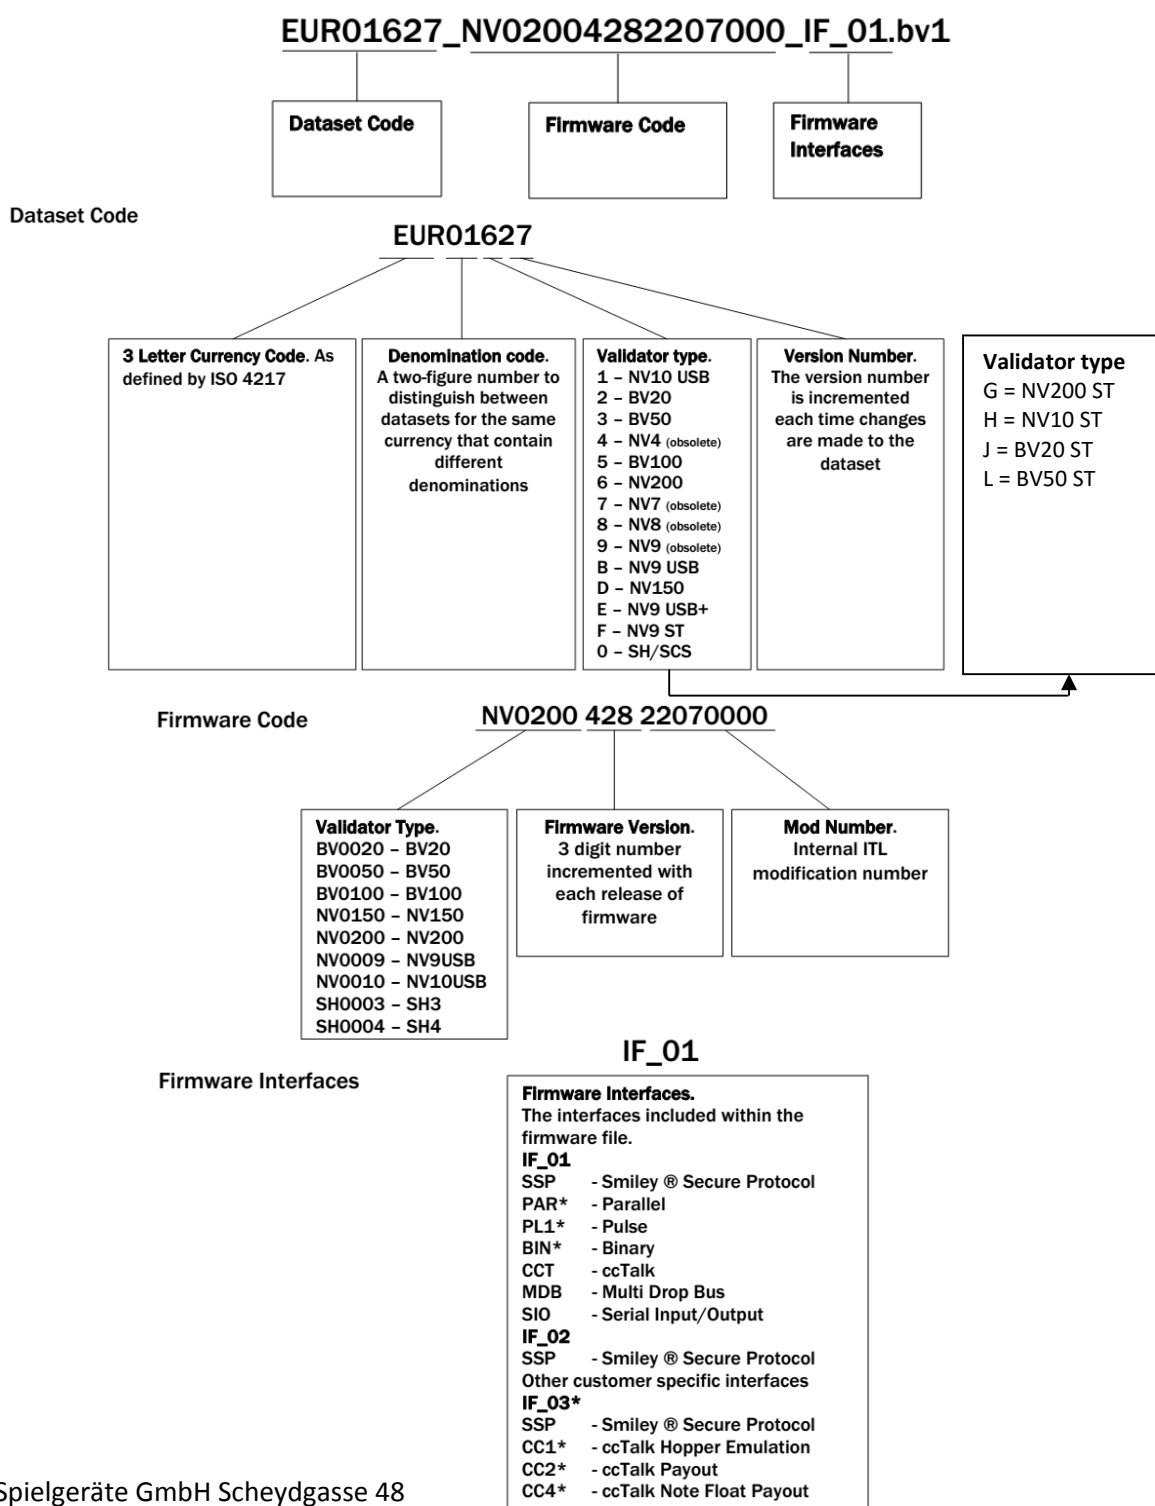 EUR01627_NV02004282207000_IF_01.bv1
Dataset Code
Firmware Code
Firmware
Interfaces
Dataset Code
EUR01627
3 Letter Currency Code. As
defined by ISO 4217
Denomination code.
A two-figure number to
distinguish between
datasets for the same
currency that contain
different
denominations
Validator type.
1 – NV10 USB
2 – BV20
3 – BV50
4 – NV4 (obsolete)
5 – BV100
6 – NV200
7 – NV7 (obsolete)
8 – NV8 (obsolete)
9 – NV9 (obsolete)
B – NV9 USB
D – NV150
E – NV9 USB+
F – NV9 ST
0 – SH/SCS
Version Number.
The version number
is incremented
each time changes
are made to the
dataset
Validator type
G = NV200 ST
H = NV10 ST
J = BV20 ST
L = BV50 ST
Firmware Code
NV0200 428 22070000
Validator Type.
BV0020 – BV20
BV0050 – BV50
BV0100 – BV100
NV0150 – NV150
NV0200 – NV200
NV0009 – NV9USB
NV0010 – NV10USB
SH0003 – SH3
SH0004 – SH4
Firmware Version.
3 digit number
incremented with
each release of
firmware
Mod Number.
Internal ITL
modification number
IF_01
Firmware Interfaces
Firmware Interfaces.
The interfaces included within the
firmware file.
IF_01
SSP - Smiley ® Secure Protocol
PAR* - Parallel
PL1* - Pulse
BIN* - Binary
CCT - ccTalk
MDB - Multi Drop Bus
SIO - Serial Input/Output
IF_02
SSP - Smiley ® Secure Protocol
Other customer specific interfaces
IF_03*
SSP - Smiley ® Secure Protocol
CC1* - ccTalk Hopper Emulation
CC2* - ccTalk Payout
CC4* - ccTalk Note Float Payout
Spielgeräte GmbH Scheydgasse 48